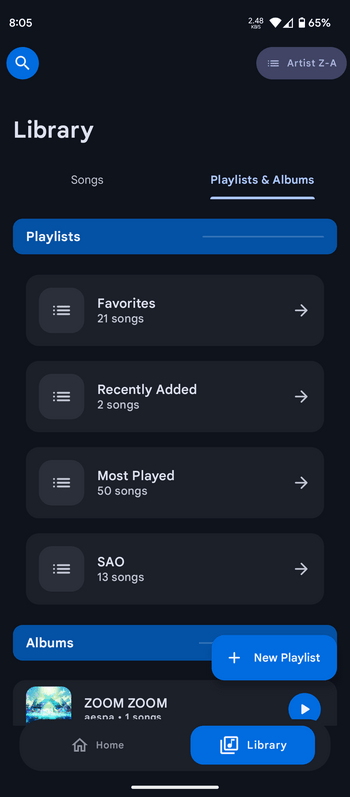 8:05
2.48
KB/S
65%
Artist Z-A
Library
Songs
Playlists & Albums
Playlists
Favorites
21 songs
Recently Added
2 songs
Most Played
50 songs
SAO
13 songs
Albums
New Playlist
ZOOM ZOOM
aespa • 1 songs
Home
Library